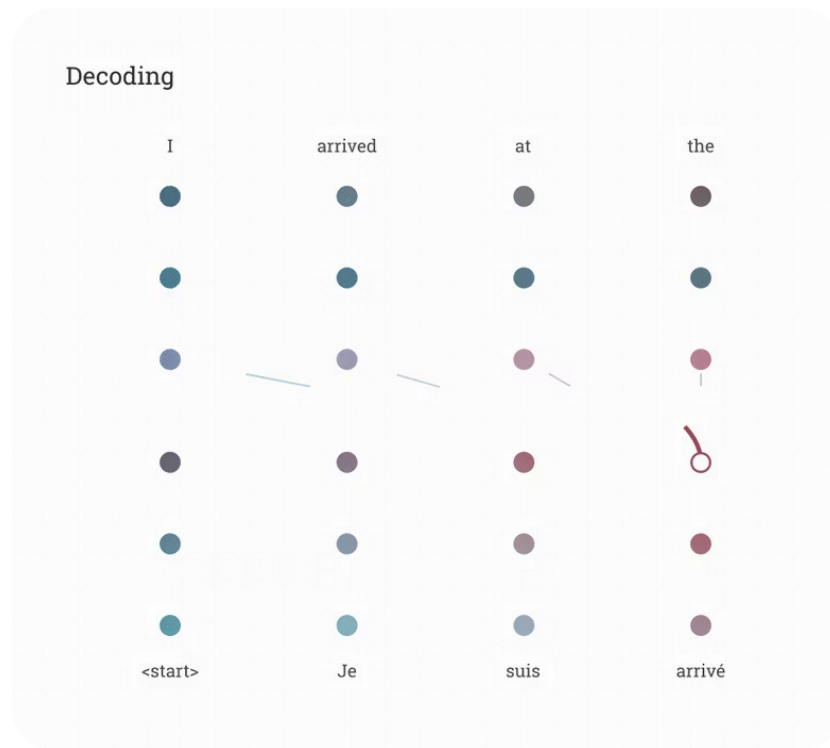 Decoding
I arrived at the
<start> Je suis arrivé